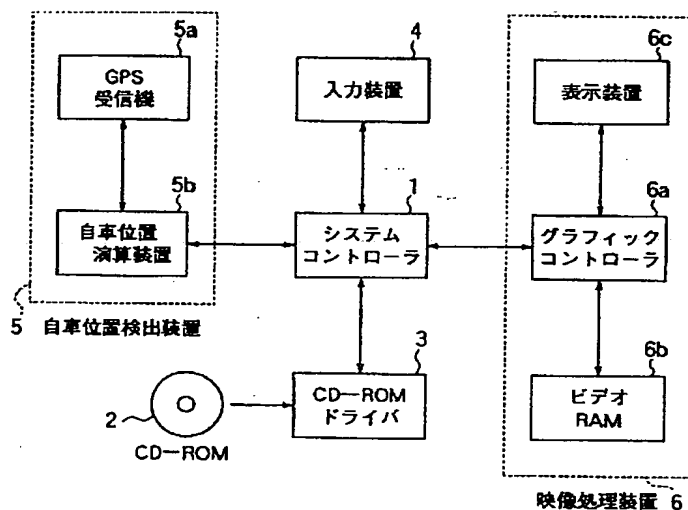 5a
GPS
受信機
5b
自車位置
演算装置
5 自車位置検出装置
4
入力装置
1
システム
コントローラ
3
CD-ROM
ドライバ
2
CD-ROM
6c
表示装置
6a
グラフィック
コントローラ
6b
ビデオ
RAM
映像処理装置 6